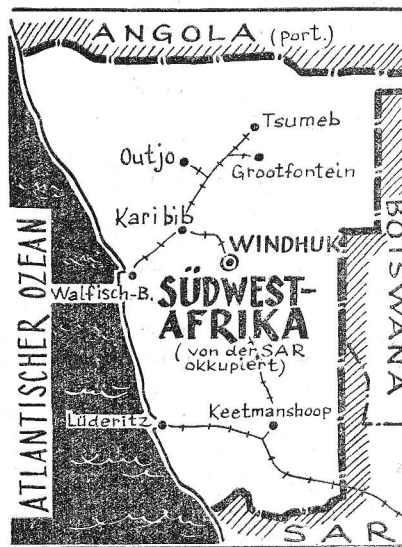 ANGOLA (port.)
Tsumeb
Outjo
Grootfontein
Karibib
WINDHUK
Walfisch-B.
SÜDWEST-
AFRIKA
(von der SAR
okkupiert)
Lüderitz
Keetmanshoop
ATLANTISCHER OZEAN
BOTSWANA
SAR